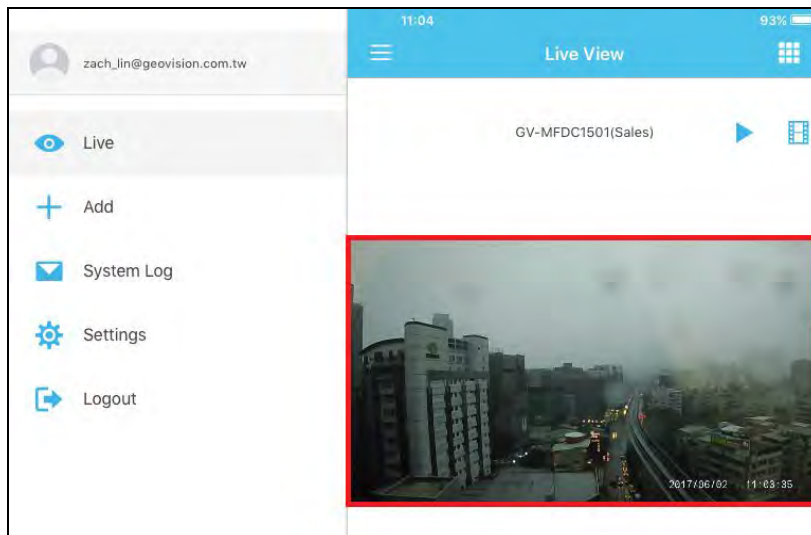 zach_lin@geovision.com.tw
Live
Add
System Log
Settings
Logout
11:04
93%
Live View
GV-MFDC1501(Sales)
2017/06/02 11:03:35